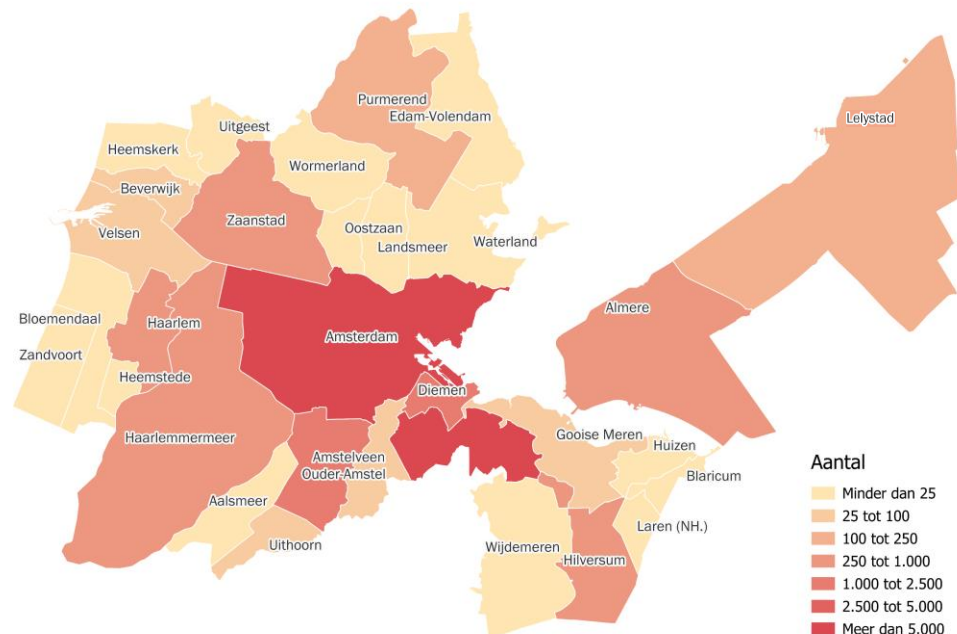 Purmerend
Edam-Volendam
Lelystad
Uitgeest
Heemskerk
Wormerland
Beverwijk
Zaanstad
Velsen
Oostzaan
Landsmeer
Waterland
Almere
Bloemendaal
Haarlem
Amsterdam
Zandvoort
Heemstede
Diemen
Haarlemmermeer
Gooise Meren
Huizen
Amstelveen
Ouder-Amstel
Blaricum
Aalsmeer
Laren (NH.)
Uithoorn
Wijdemeren
Hilversum
Aantal
Minder dan 25
25 tot 100
100 tot 250
250 tot 1.000
1.000 tot 2.500
2.500 tot 5.000
Meer dan 5.000